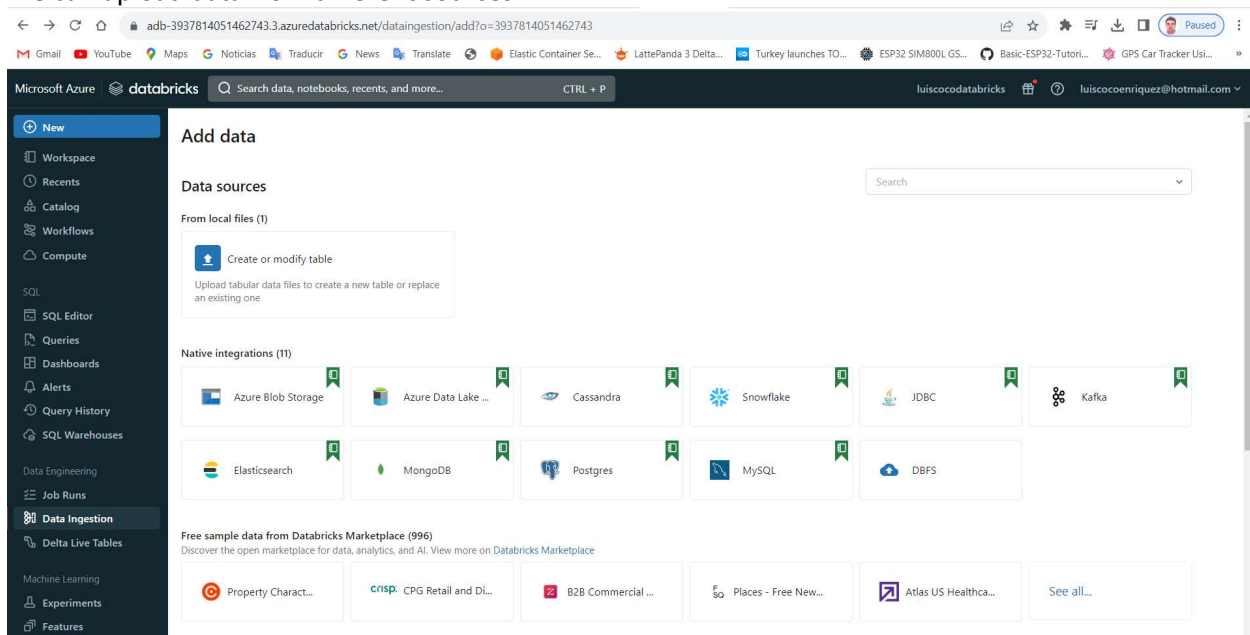 adb-3937814051462743.3.azuredatabricks.net/dataingestion/add?o=3937814051462743
Paused
Gmail YouTube Maps Noticias Traducir News Translate Elastic Container Se... LattePanda 3 Delta... Turkey launches TO... ESP32 SIM800L GS... Basic-ESP32-Tutori... GPS Car Tracker Usi... »
Microsoft Azure databricks Search data, notebooks, recents, and more... CTRL + P luiscocodatabricks luiscocoenriquez@hotmail.com
New
Workspace
Recents
Catalog
Workflows
Compute
SQL
SQL Editor
Queries
Dashboards
Alerts
Query History
SQL Warehouses
Data Engineering
Job Runs
Data Ingestion
Delta Live Tables
Machine Learning
Experiments
Features
Add data
Data sources
Search
From local files (1)
Create or modify table
Upload tabular data files to create a new table or replace
an existing one
Native integrations (11)
Azure Blob Storage Azure Data Lake ... Cassandra Snowflake JDBC Kafka
Elasticsearch MongoDB Postgres MySQL DBFS
Free sample data from Databricks Marketplace (996)
Discover the open marketplace for data, analytics, and AI. View more on Databricks Marketplace
Property Charact... crisp. CPG Retail and Di... Z B2B Commercial ... FSQ Places - Free New... Atlas US Healthca... See all...